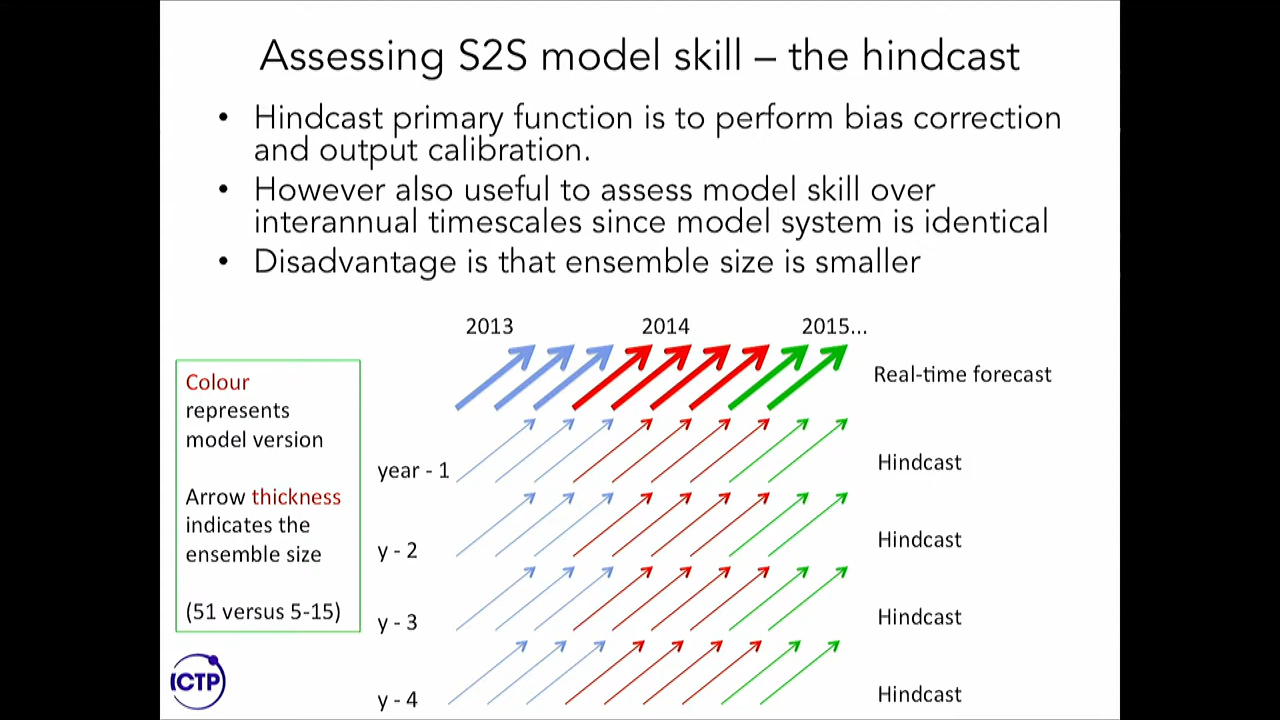 Assessing S2S model skill – the hindcast
• Hindcast primary function is to perform bias correction
and output calibration.
• However also useful to assess model skill over
interannual timescales since model system is identical
• Disadvantage is that ensemble size is smaller
2013 2014 2015...
Real-time forecast
Colour
represents
model version
Arrow thickness
indicates the
ensemble size
(51 versus 5-15)
year - 1 Hindcast
y - 2 Hindcast
y - 3 Hindcast
y - 4 Hindcast
ICTP